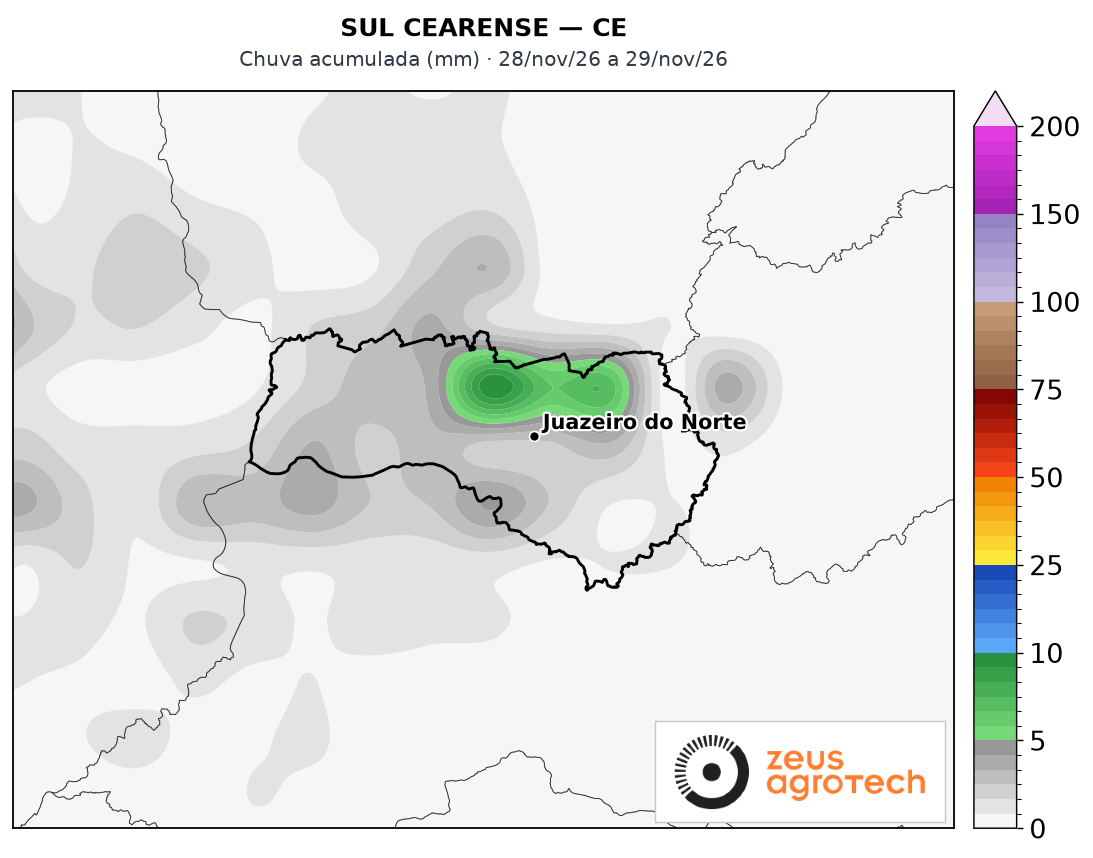 SUL CEARENSE — CE
Chuva acumulada (mm) · 28/nov/26 a 29/nov/26
200
150
100
75
50
25
10
5
0
Juazeiro do Norte
zeus
agrotech